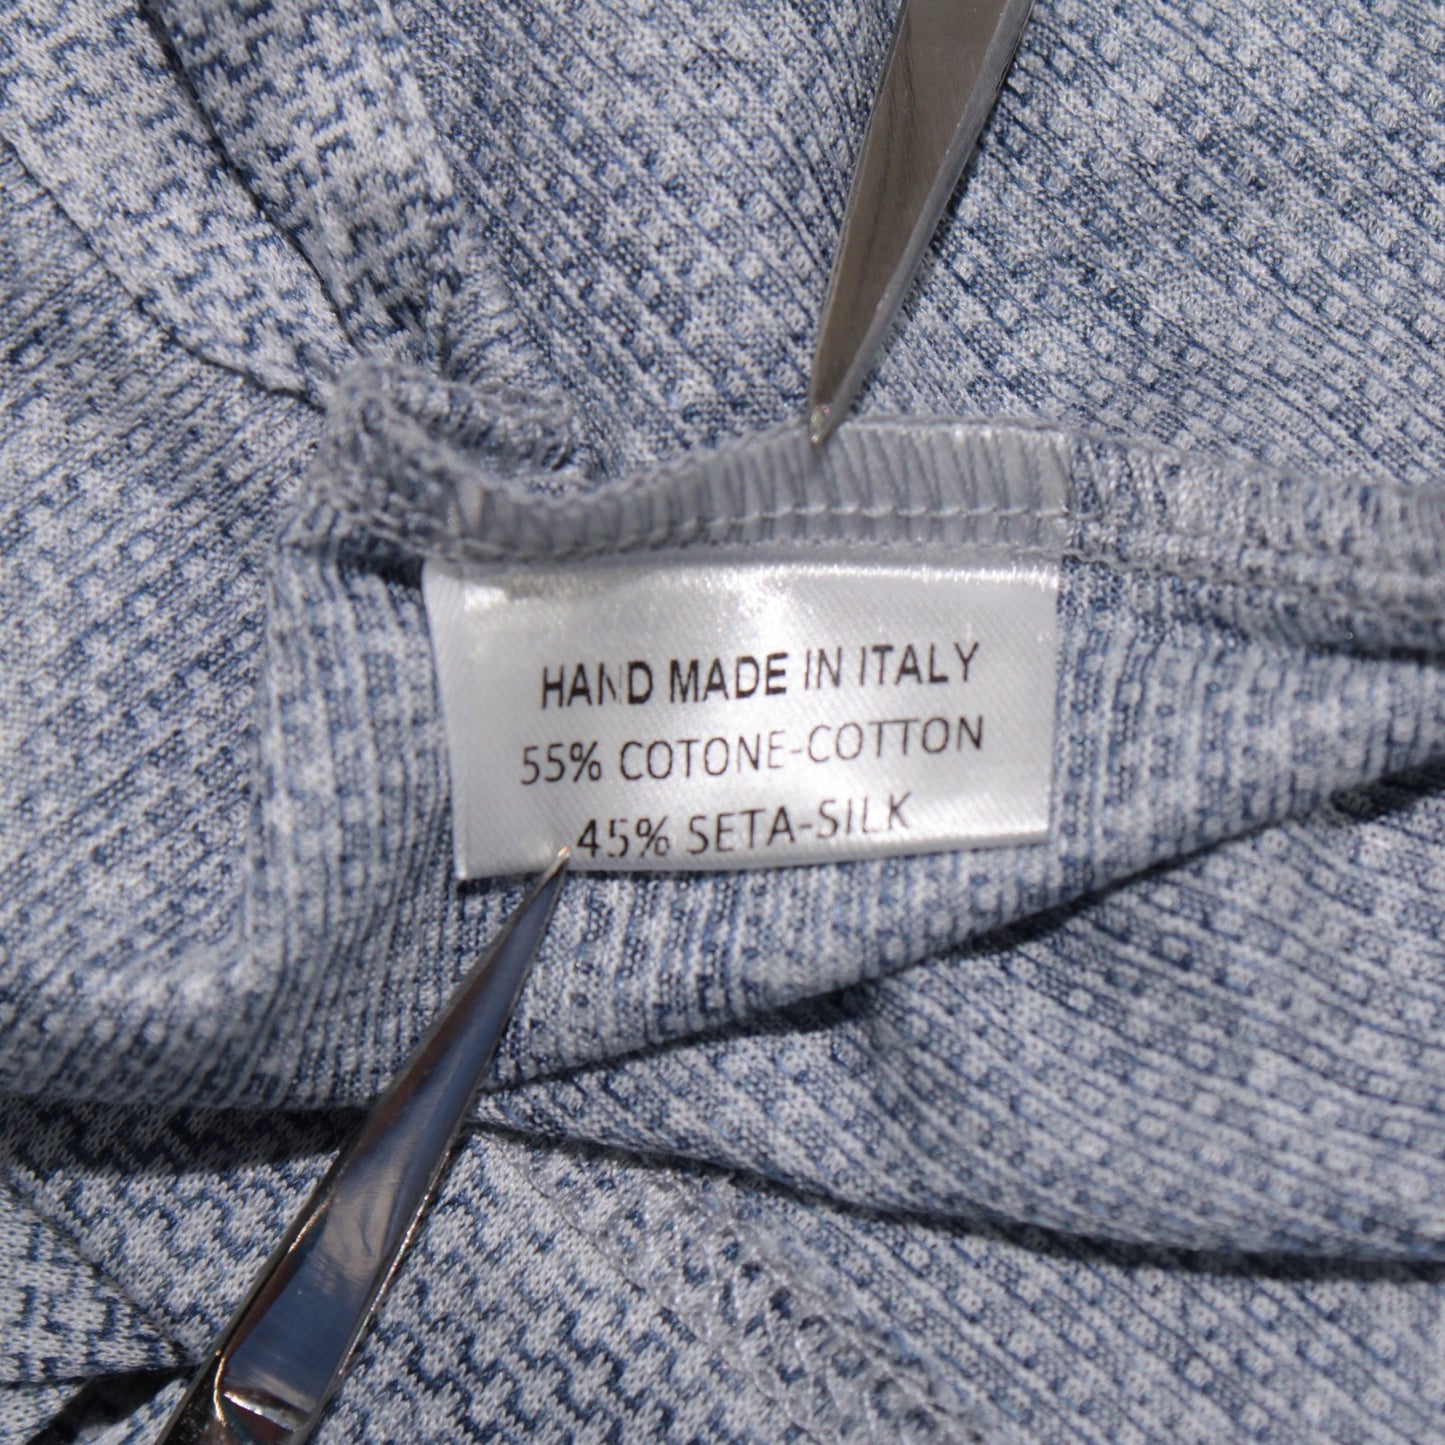 HAND MADE IN ITALY
55% COTONE-COTTON
45% SETA-SILK